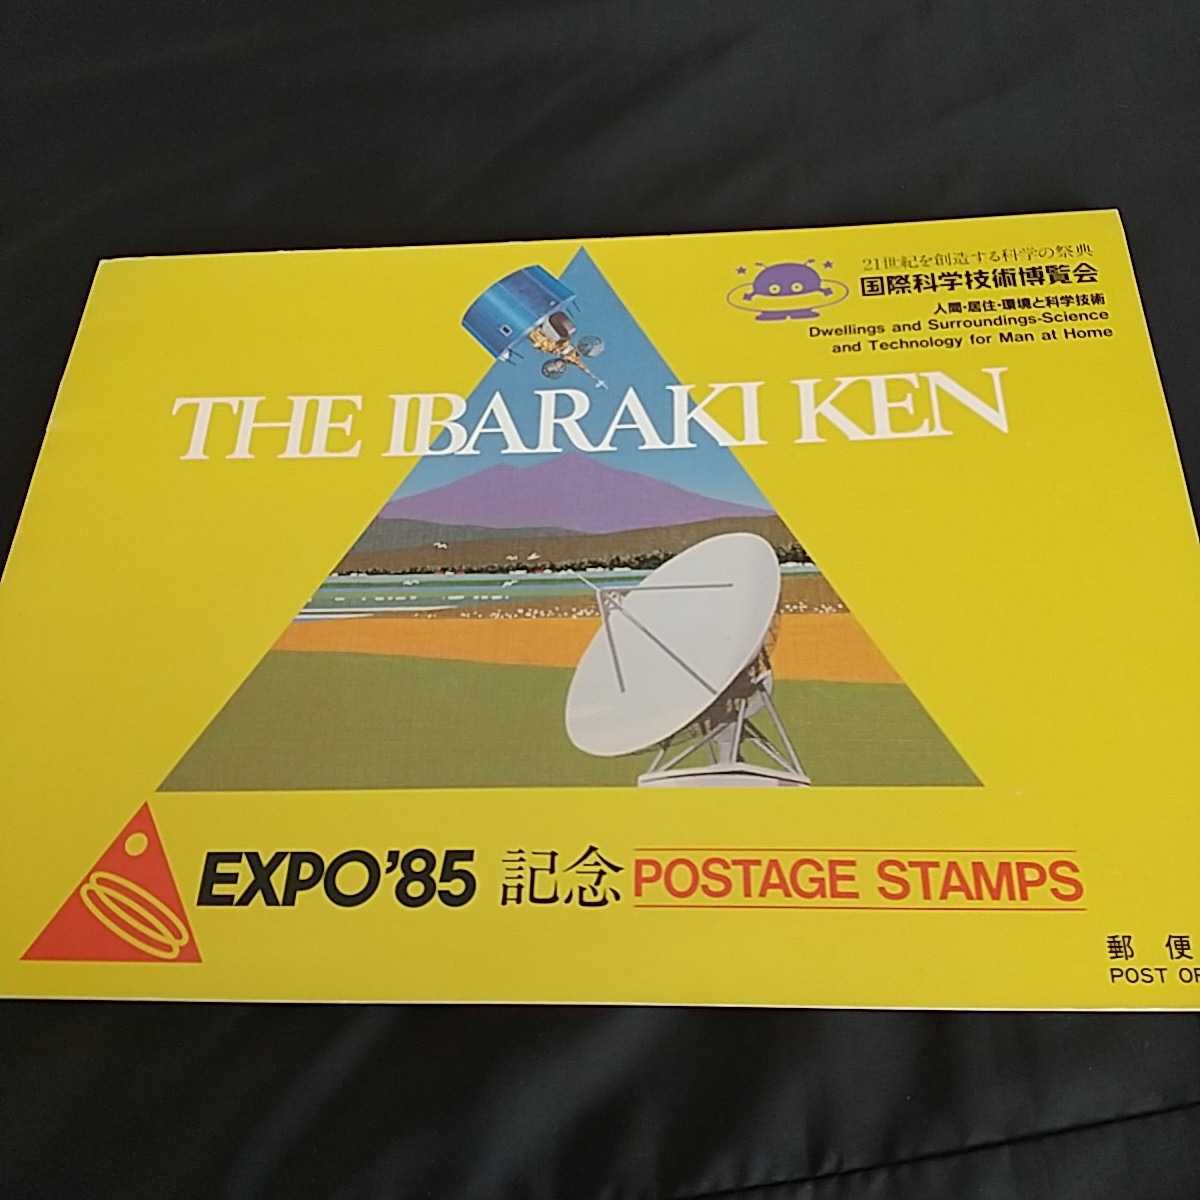 21世紀を創造する科学の祭典
国際科学技術博覧会
人間・居住・環境と科学技術
Dwellings and Surroundings-Science
and Technology for Man at Home
THE IBARAKI KEN
EXPO'85 記念 POSTAGE STAMPS
郵便
POST OF